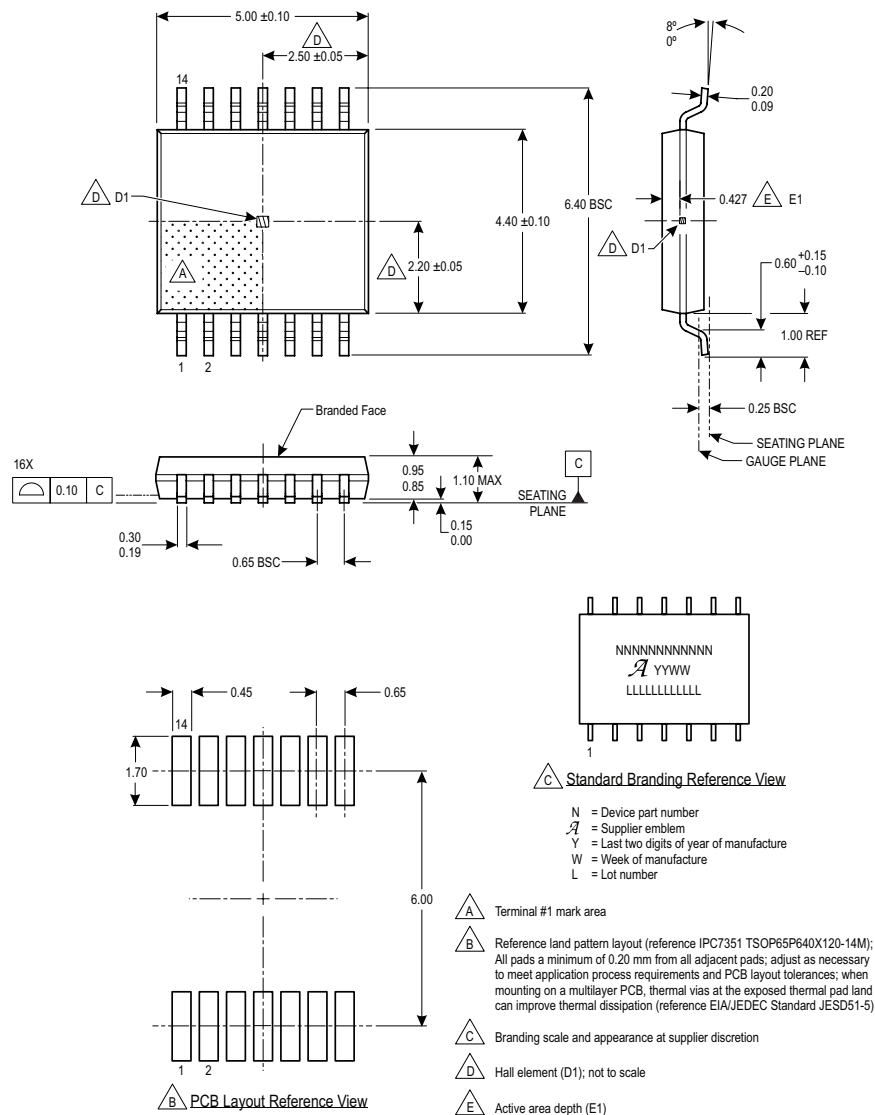 5.00 ±0.10
D
2.50 ±0.05
14
D D1
A
D 2.20 ±0.05
4.40 ±0.10
6.40 BSC
1 2
8º
0º
0.20
0.09
0.427 E E1
D D1
0.60 +0.15
–0.10
1.00 REF
0.25 BSC
SEATING PLANE
GAUGE PLANE
Branded Face
16X
0.10 C
0.95
0.85
1.10 MAX
C
SEATING
PLANE
0.15
0.00
0.30
0.19
0.65 BSC
NNNNNNNNNNNNN
A YYWW
LLLLLLLLLLLL
1
C Standard Branding Reference View
N = Device part number
A = Supplier emblem
Y = Last two digits of year of manufacture
W = Week of manufacture
L = Lot number
0.45
0.65
14
1.70
6.00
1 2
B PCB Layout Reference View
A Terminal #1 mark area
B Reference land pattern layout (reference IPC7351 TSOP65P640X120-14M);
All pads a minimum of 0.20 mm from all adjacent pads; adjust as necessary
to meet application process requirements and PCB layout tolerances; when
mounting on a multilayer PCB, thermal vias at the exposed thermal pad land
can improve thermal dissipation (reference EIA/JEDEC Standard JESD51-5)
C Branding scale and appearance at supplier discretion
D Hall element (D1); not to scale
E Active area depth (E1)